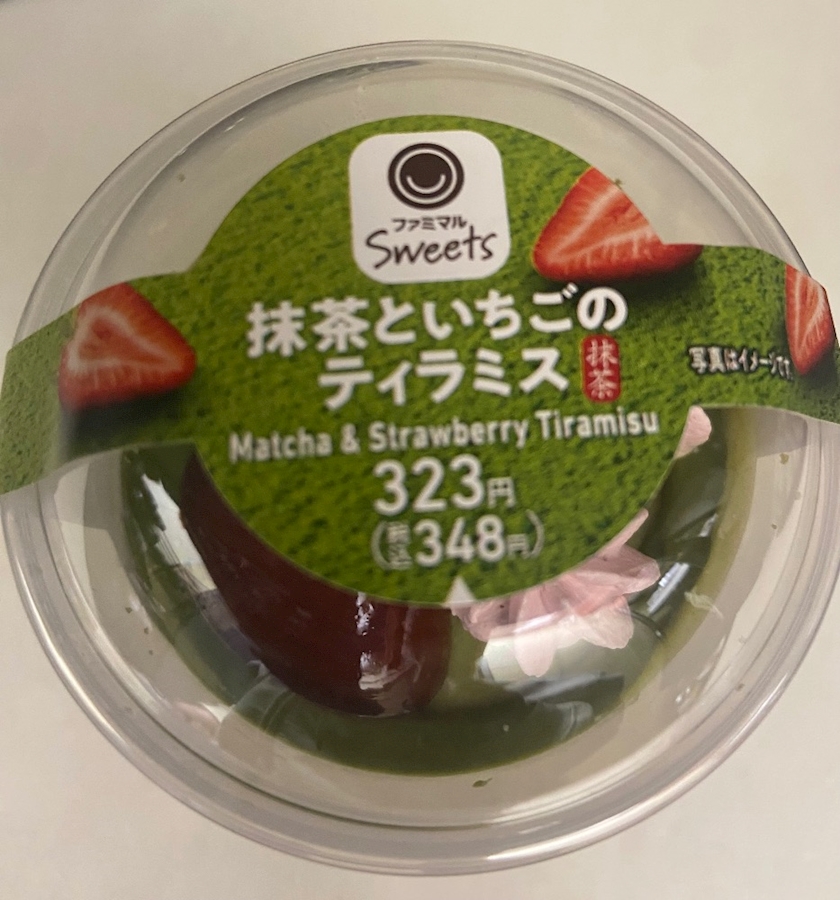 ファミマル
Sweets
抹茶といちごの
ティラミス
抹茶
写真はイメージです。
Matcha & Strawberry Tiramisu
323円
(税込348円)